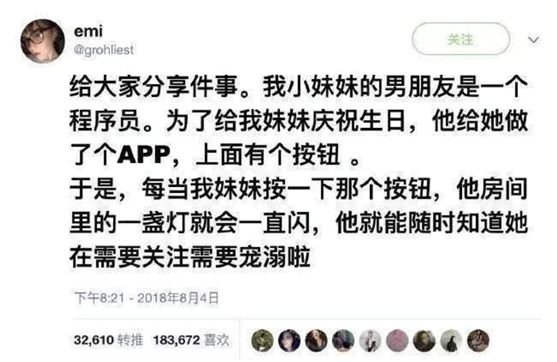 emi
@grohliest
关注
给大家分享件事。我小妹妹的男朋友是一个
程序员。为了给我妹妹庆祝生日，他给她做
了个APP，上面有个按钮 。
于是，每当我妹妹按一下那个按钮，他房间
里的一盏灯就会一直闪，他就能随时知道她
在需要关注需要宠溺啦
下午8:21 - 2018年8月4日
32,610 转推 183,672 喜欢